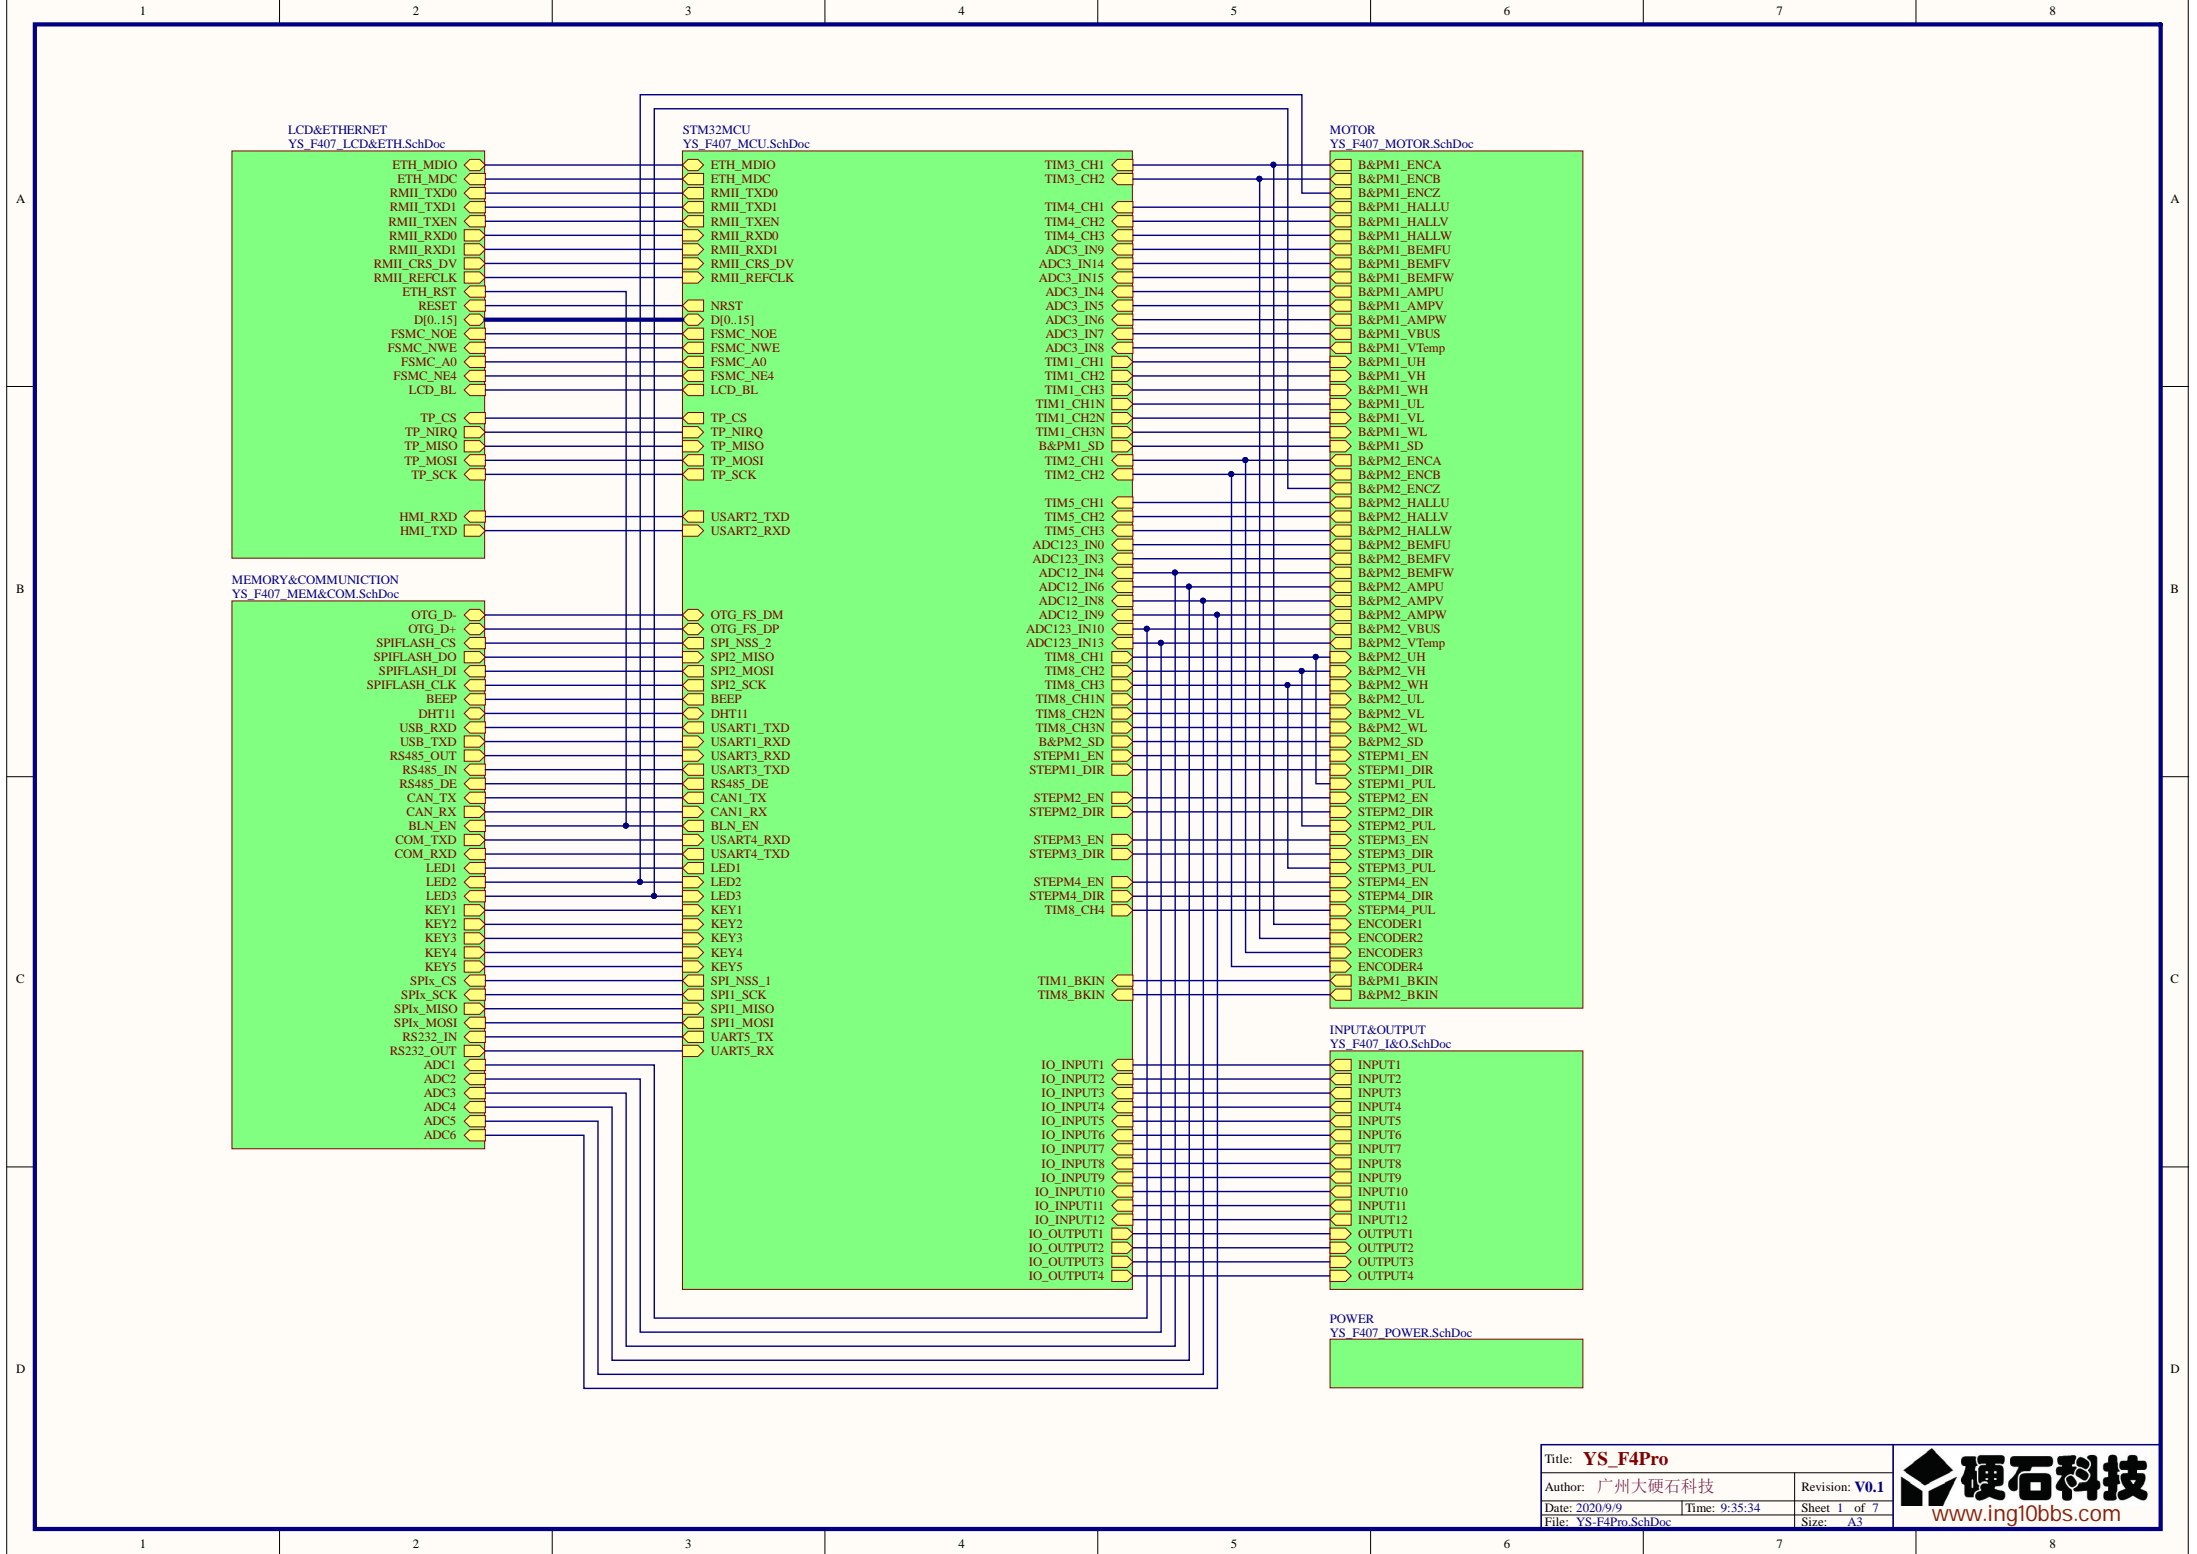 1 2 3 4 5 6 7 8
A A
B B
C C
D D
LCD&ETHERNET
YS_F407_LCD&ETH.SchDoc
ETH_MDIO
ETH_MDC
RMII_TXD0
RMII_TXD1
RMII_TXEN
RMII_RXD0
RMII_RXD1
RMII_CRS_DV
RMII_REFCLK
ETH_RST
RESET
D[0..15]
FSMC_NOE
FSMC_NWE
FSMC_A0
FSMC_NE4
LCD_BL
TP_CS
TP_NIRQ
TP_MISO
TP_MOSI
TP_SCK
HMI_RXD
HMI_TXD
MEMORY&COMMUNICTION
YS_F407_MEM&COM.SchDoc
OTG_D-
OTG_D+
SPIFLASH_CS
SPIFLASH_DO
SPIFLASH_DI
SPIFLASH_CLK
BEEP
DHT11
USB_RXD
USB_TXD
RS485_OUT
RS485_IN
RS485_DE
CAN_TX
CAN_RX
BLN_EN
COM_TXD
COM_RXD
LED1
LED2
LED3
KEY1
KEY2
KEY3
KEY4
KEY5
SPIx_CS
SPIx_SCK
SPIx_MISO
SPIx_MOSI
RS232_IN
RS232_OUT
ADC1
ADC2
ADC3
ADC4
ADC5
ADC6
STM32MCU
YS_F407_MCU.SchDoc
ETH_MDIO
ETH_MDC
RMII_TXD0
RMII_TXD1
RMII_TXEN
RMII_RXD0
RMII_RXD1
RMII_CRS_DV
RMII_REFCLK
NRST
D[0..15]
FSMC_NOE
FSMC_NWE
FSMC_A0
FSMC_NE4
LCD_BL
TP_CS
TP_NIRQ
TP_MISO
TP_MOSI
TP_SCK
USART2_TXD
USART2_RXD
OTG_FS_DM
OTG_FS_DP
SPI_NSS_2
SPI2_MISO
SPI2_MOSI
SPI2_SCK
BEEP
DHT11
USART1_TXD
USART1_RXD
USART3_RXD
USART3_TXD
RS485_DE
CAN1_TX
CAN1_RX
BLN_EN
USART4_RXD
USART4_TXD
LED1
LED2
LED3
KEY1
KEY2
KEY3
KEY4
KEY5
SPI_NSS_1
SPI1_SCK
SPI1_MISO
SPI1_MOSI
UART5_TX
UART5_RX
TIM3_CH1
TIM3_CH2
TIM4_CH1
TIM4_CH2
TIM4_CH3
ADC3_IN9
ADC3_IN14
ADC3_IN15
ADC3_IN4
ADC3_IN5
ADC3_IN6
ADC3_IN7
ADC3_IN8
TIM1_CH1
TIM1_CH2
TIM1_CH3
TIM1_CH1N
TIM1_CH2N
TIM1_CH3N
B&PM1_SD
TIM2_CH1
TIM2_CH2
TIM5_CH1
TIM5_CH2
TIM5_CH3
ADC123_IN0
ADC123_IN3
ADC12_IN4
ADC12_IN6
ADC12_IN8
ADC12_IN9
ADC123_IN10
ADC123_IN13
TIM8_CH1
TIM8_CH2
TIM8_CH3
TIM8_CH1N
TIM8_CH2N
TIM8_CH3N
B&PM2_SD
STEPM1_EN
STEPM1_DIR
STEPM2_EN
STEPM2_DIR
STEPM3_EN
STEPM3_DIR
STEPM4_EN
STEPM4_DIR
TIM8_CH4
TIM1_BKIN
TIM8_BKIN
IO_INPUT1
IO_INPUT2
IO_INPUT3
IO_INPUT4
IO_INPUT5
IO_INPUT6
IO_INPUT7
IO_INPUT8
IO_INPUT9
IO_INPUT10
IO_INPUT11
IO_INPUT12
IO_OUTPUT1
IO_OUTPUT2
IO_OUTPUT3
IO_OUTPUT4
MOTOR
YS_F407_MOTOR.SchDoc
B&PM1_ENCA
B&PM1_ENCB
B&PM1_ENCZ
B&PM1_HALLU
B&PM1_HALLV
B&PM1_HALLW
B&PM1_BEMFU
B&PM1_BEMFV
B&PM1_BEMFW
B&PM1_AMPU
B&PM1_AMPV
B&PM1_AMPW
B&PM1_VBUS
B&PM1_VTemp
B&PM1_UH
B&PM1_VH
B&PM1_WH
B&PM1_UL
B&PM1_VL
B&PM1_WL
B&PM1_SD
B&PM2_ENCA
B&PM2_ENCB
B&PM2_ENCZ
B&PM2_HALLU
B&PM2_HALLV
B&PM2_HALLW
B&PM2_BEMFU
B&PM2_BEMFV
B&PM2_BEMFW
B&PM2_AMPU
B&PM2_AMPV
B&PM2_AMPW
B&PM2_VBUS
B&PM2_VTemp
B&PM2_UH
B&PM2_VH
B&PM2_WH
B&PM2_UL
B&PM2_VL
B&PM2_WL
B&PM2_SD
STEPM1_EN
STEPM1_DIR
STEPM1_PUL
STEPM2_EN
STEPM2_DIR
STEPM2_PUL
STEPM3_EN
STEPM3_DIR
STEPM3_PUL
STEPM4_EN
STEPM4_DIR
STEPM4_PUL
ENCODER1
ENCODER2
ENCODER3
ENCODER4
B&PM1_BKIN
B&PM2_BKIN
INPUT&OUTPUT
YS_F407_I&O.SchDoc
INPUT1
INPUT2
INPUT3
INPUT4
INPUT5
INPUT6
INPUT7
INPUT8
INPUT9
INPUT10
INPUT11
INPUT12
OUTPUT1
OUTPUT2
OUTPUT3
OUTPUT4
POWER
YS_F407_POWER.SchDoc
Title: YS_F4Pro
Author: 广州大硬石科技 Revision: V0.1
Date: 2020/9/9 Time: 9:35:34 Sheet 1 of 7
File: YS-F4Pro.SchDoc Size: A3
硬石科技
www.ing10bbs.com
1 2 3 4 5 6 7 8